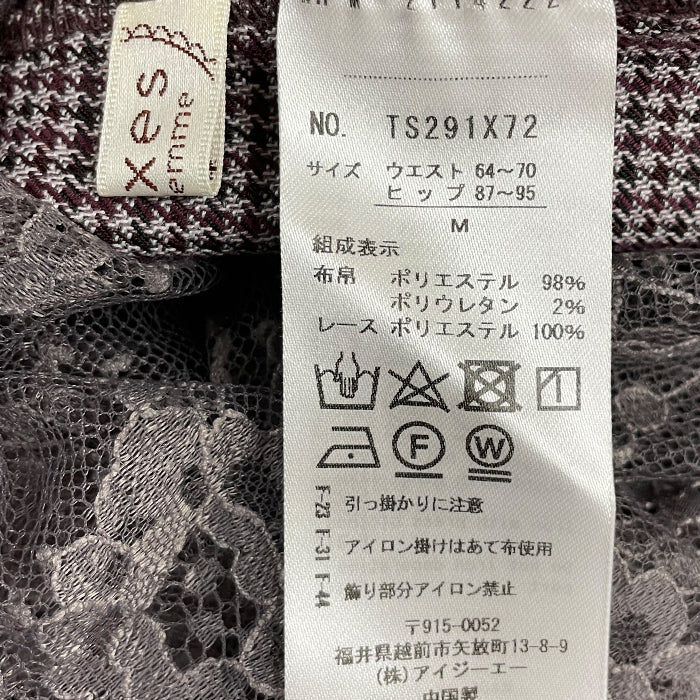 xes
emme
NO. TS291X72
サイズ ウエスト 64~70
ヒップ 87~95
M
組成表示
布帛 ポリエステル 98%
ポリウレタン 2%
レース ポリエステル 100%
F
W
F-23 引っ掛かりに注意
F-31 アイロン掛けはあて布使用
F-44 飾り部分アイロン禁止
〒915-0052
福井県越前市矢放町13-8-9
(株)アイジーエー
中国製